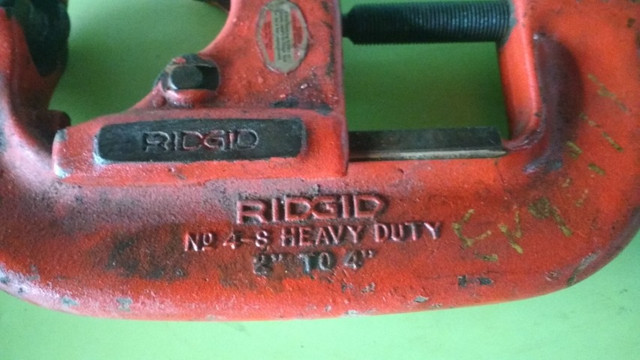 RIDGID
RIDGID
No 4-S HEAVY DUTY
2" TO 4"